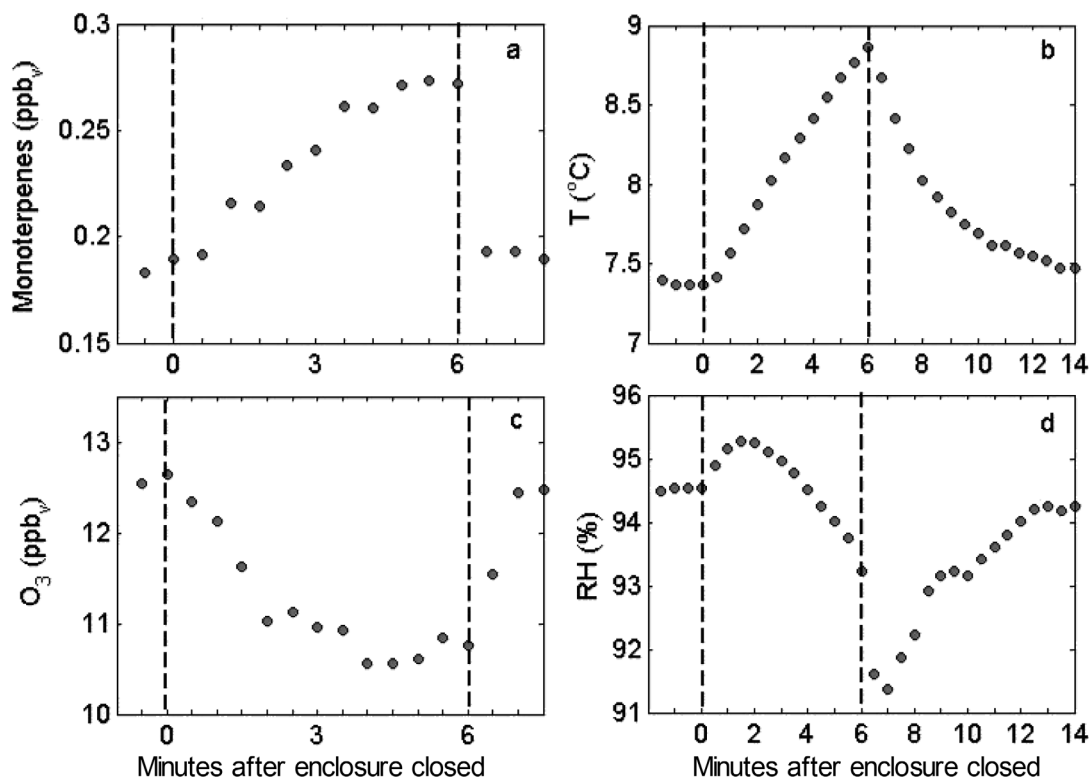 0.3
0.25
0.2
0.15
Monoterpenes (ppbv)
a
0 3 6
9
8.5
8
7.5
7
T (°C)
b
0 2 4 6 8 10 12 14
13
12
11
10
O3 (ppbv)
c
0 3 6
Minutes after enclosure closed
96
95
94
93
92
91
RH (%)
d
0 2 4 6 8 10 12 14
Minutes after enclosure closed